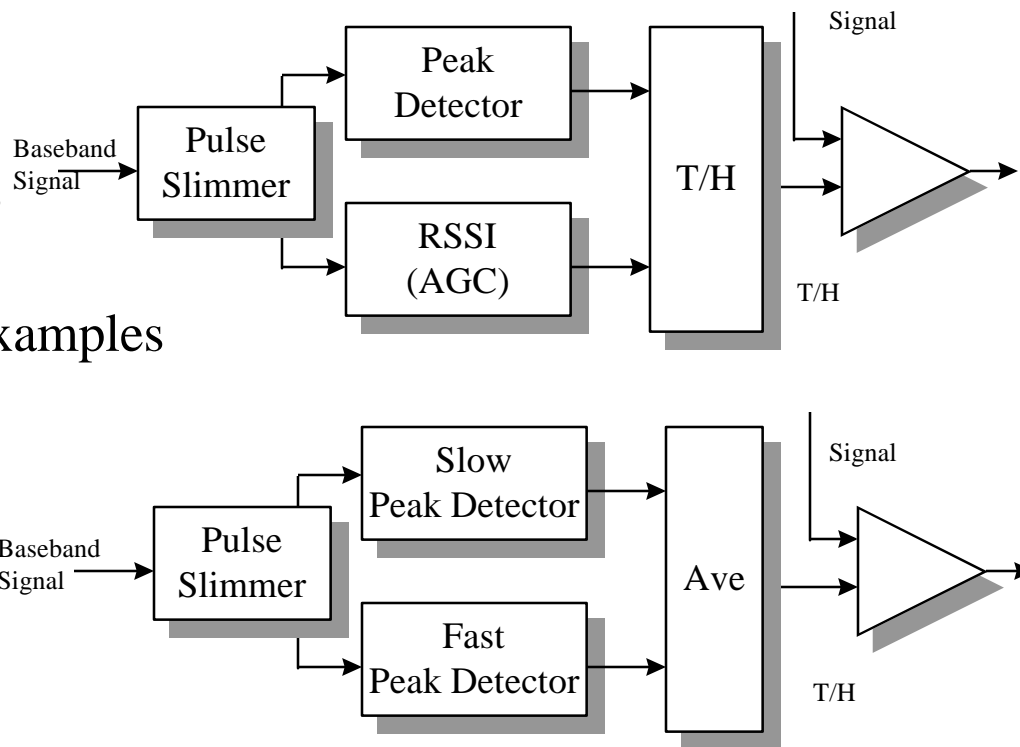 Signal
Peak
Detector
Baseband
Signal
Pulse
Slimmer
T/H
RSSI
(AGC)
T/H
xamples
Slow
Peak Detector
Signal
Baseband
Signal
Pulse
Slimmer
Ave
Fast
Peak Detector
T/H